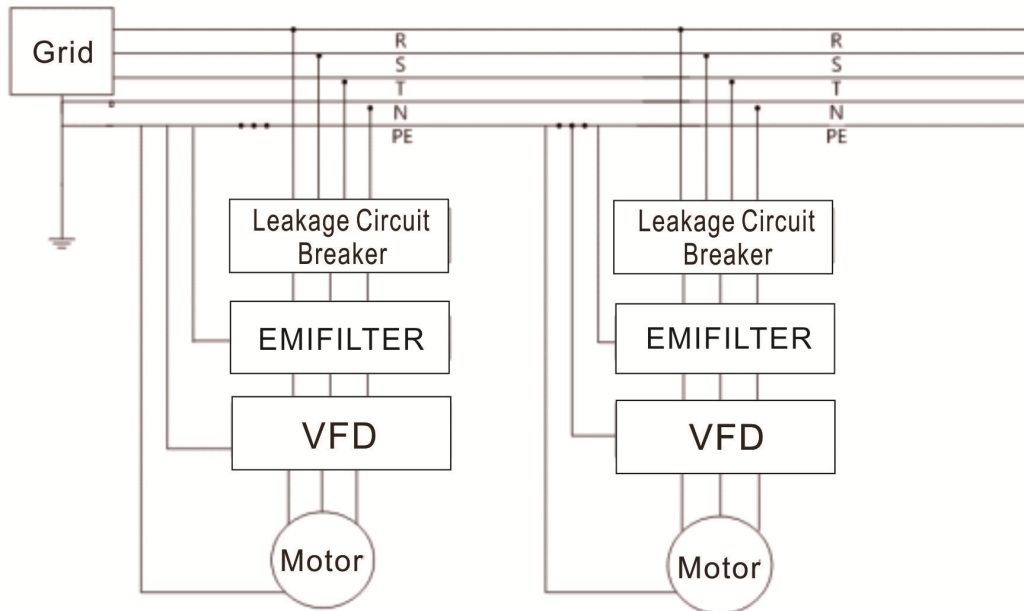 Grid
R
S
T
N
PE
R
S
T
N
PE
Leakage Circuit
Breaker
EMIFILTER
VFD
Motor
Leakage Circuit
Breaker
EMIFILTER
VFD
Motor